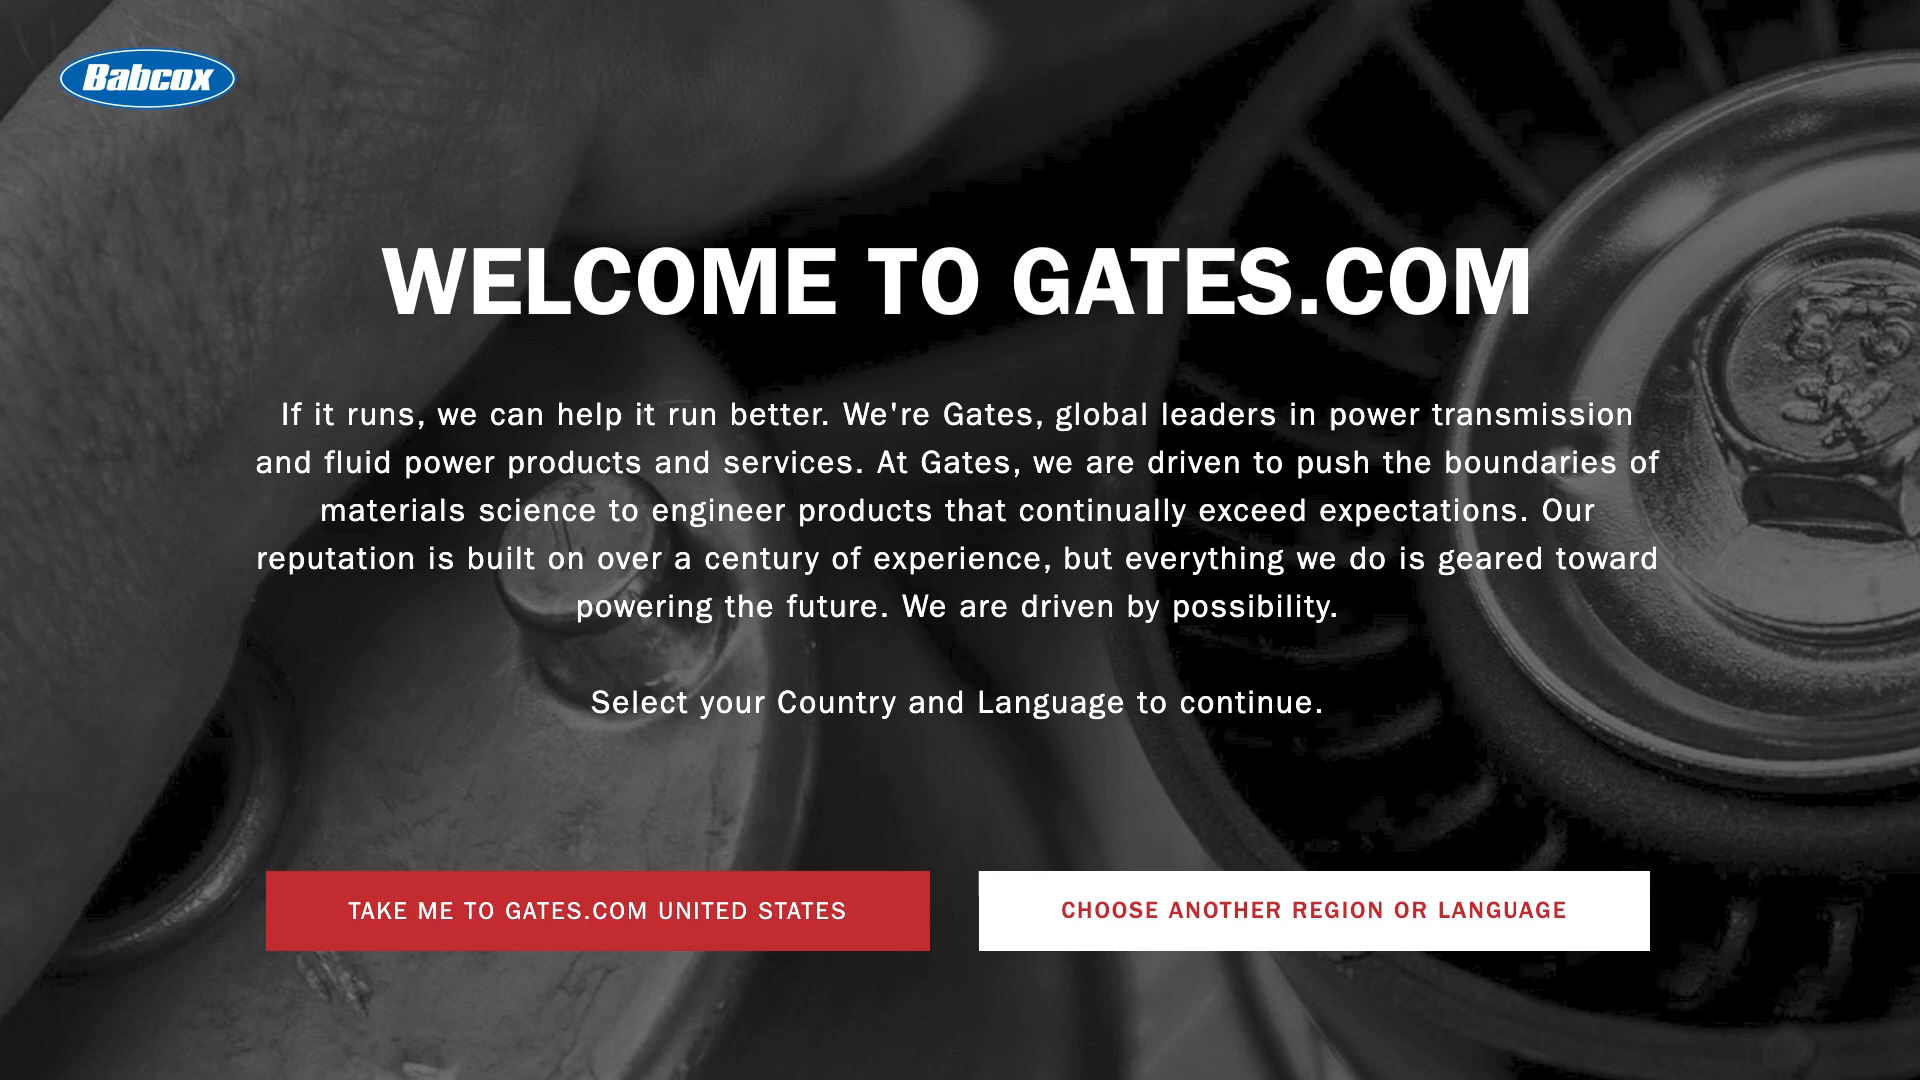 Babcox
WELCOME TO GATES.COM
If it runs, we can help it run better. We're Gates, global leaders in power transmission
and fluid power products and services. At Gates, we are driven to push the boundaries of
materials science to engineer products that continually exceed expectations. Our
reputation is built on over a century of experience, but everything we do is geared toward
powering the future. We are driven by possibility.
Select your Country and Language to continue.
TAKE ME TO GATES.COM UNITED STATES
CHOOSE ANOTHER REGION OR LANGUAGE